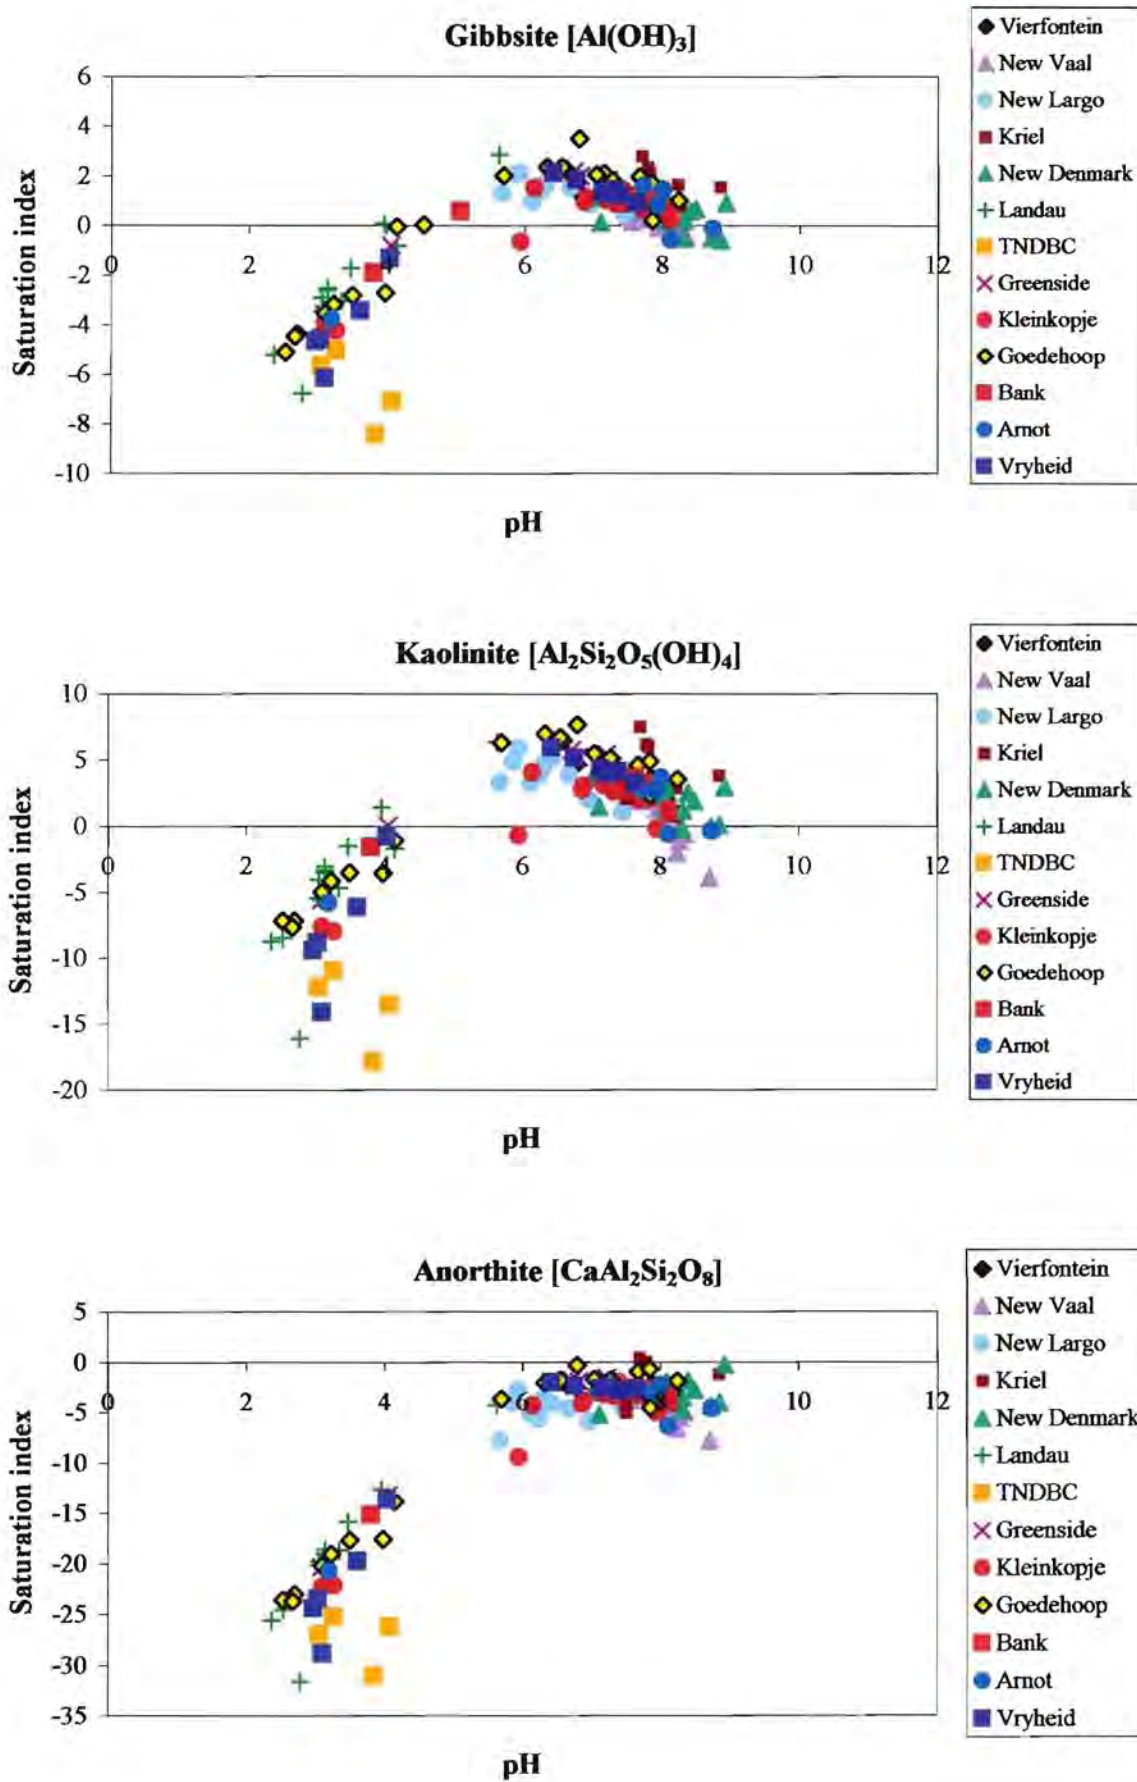 Gibbsite [Al(OH)₃]
6
4
2
0
-2
-4
-6
-8
-10
0
2
4
6
8
10
12
Saturation index
pH
Vierfontein
New Vaal
New Largo
Kriel
New Denmark
Landau
TNDBC
Greenside
Kleinkopje
Goedehoop
Bank
Arnot
Vryheid
Kaolinite [Al₂Si₂O₅(OH)₄]
10
5
0
-5
-10
-15
-20
0
2
4
6
8
10
12
Saturation index
pH
Vierfontein
New Vaal
New Largo
Kriel
New Denmark
Landau
TNDBC
Greenside
Kleinkopje
Goedehoop
Bank
Arnot
Vryheid
Anorthite [CaAl₂Si₂O₈]
5
0
-5
-10
-15
-20
-25
-30
-35
0
2
4
6
8
10
12
Saturation index
pH
Vierfontein
New Vaal
New Largo
Kriel
New Denmark
Landau
TNDBC
Greenside
Kleinkopje
Goedehoop
Bank
Arnot
Vryheid